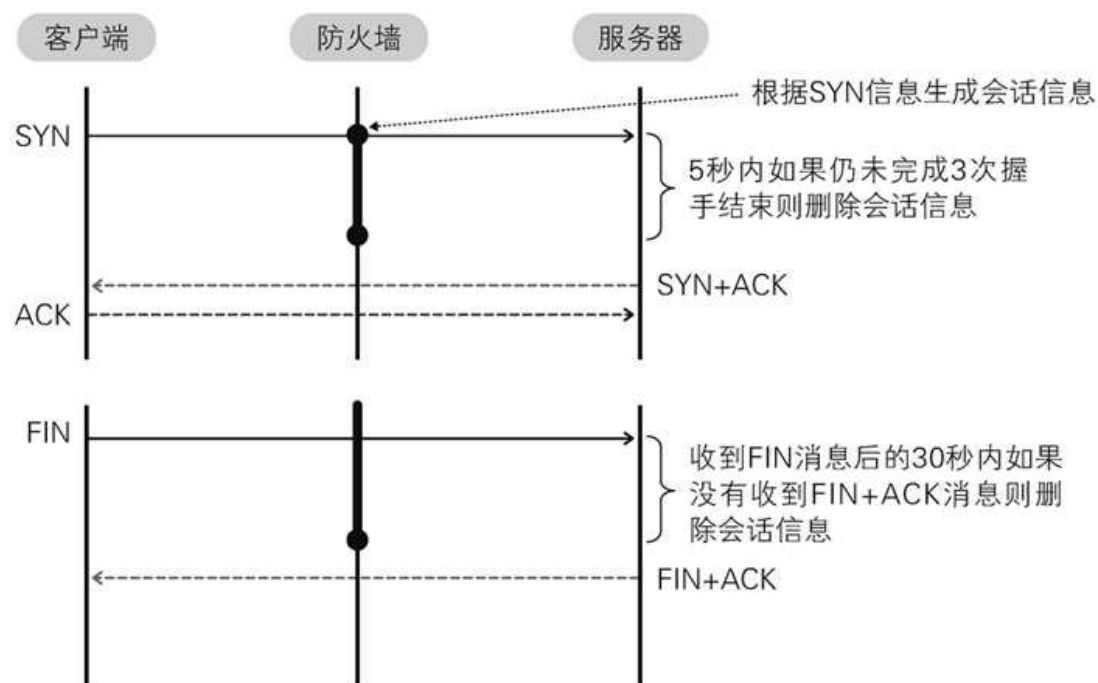 客户端
防火墙
服务器
根据SYN信息生成会话信息
SYN
5秒内如果仍未完成3次握
手结束则删除会话信息
SYN+ACK
ACK
FIN
收到FIN消息后的30秒内如果
没有收到FIN+ACK消息则删
除会话信息
FIN+ACK